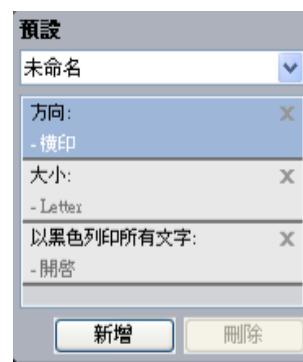 預設
未命名
方向:
- 橫印
大小:
- Letter
以黑色列印所有文字:
- 開啓
新增
刪除